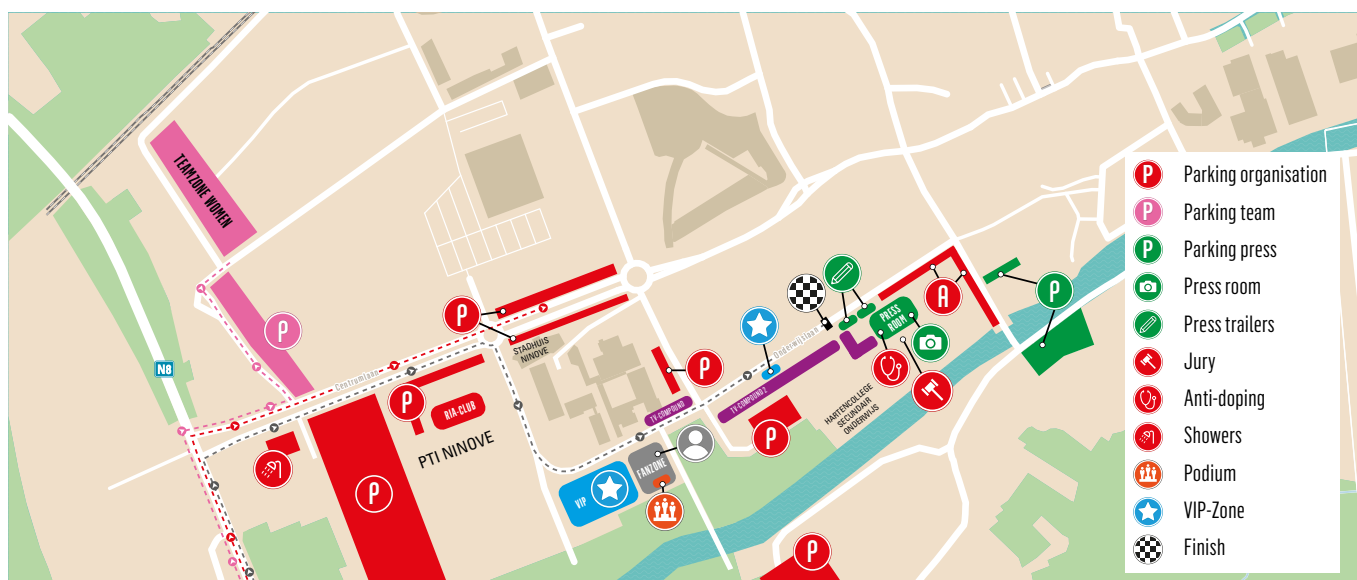 TEAMZONE WOMEN
P
N8
Centrumlaan
P
STADHUIS
NINOVE
P
RIA-CLUB
PTI NINOVE
P
P
TV-COMPOUND
TV-COMPOUND 2
Onderwijslaan
PRESS
ROOM
A
P
HARTENCOLLEGE
SECUNDAIR
ONDERWIJS
P
VIP
FANZONE
P
P Parking organisation
P Parking team
P Parking press
Press room
Press trailers
Jury
Anti-doping
Showers
Podium
VIP-Zone
Finish